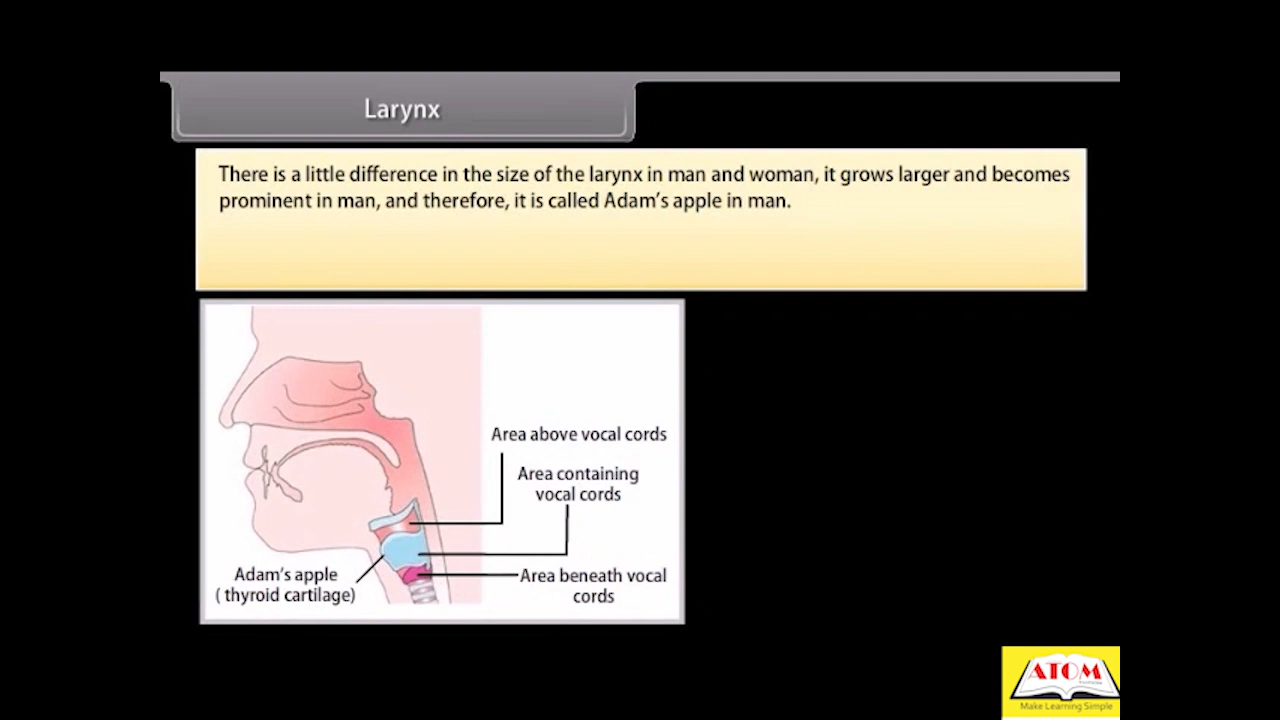 Larynx
There is a little difference in the size of the larynx in man and woman, it grows larger and becomes
prominent in man, and therefore, it is called Adam's apple in man.
Area above vocal cords
Area containing
vocal cords
Adam's apple
( thyroid cartilage)
Area beneath vocal
cords
ATOM
Make Learning Simple